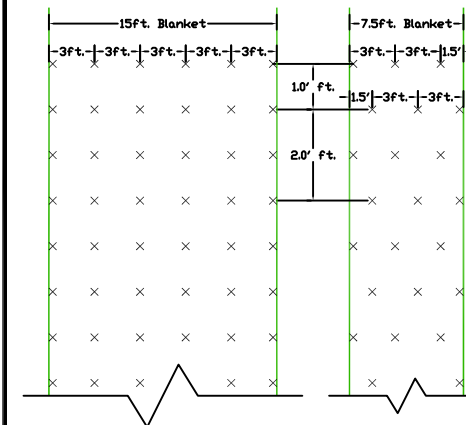 15ft. Blanket
7.5ft. Blanket
3ft. 3ft. 3ft. 3ft. 3ft.
3ft. 3ft. 1.5'
1.0' ft.
1.5' 3ft. 3ft.
2.0' ft.